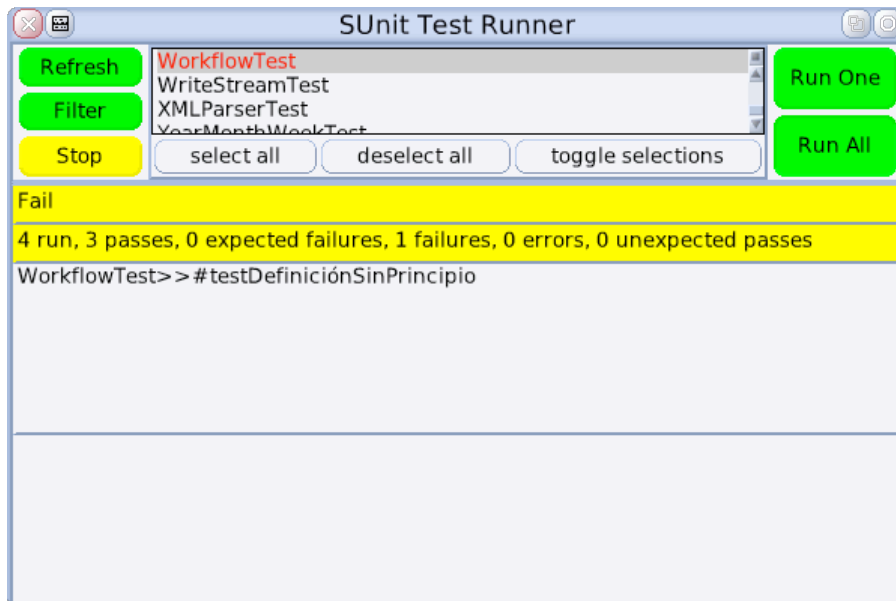 SUnit Test Runner
Refresh
Filter
Stop
WorkflowTest
WriteStreamTest
XMLParserTest
YearMonthWeekTest
select all
deselect all
toggle selections
Run One
Run All
Fail
4 run, 3 passes, 0 expected failures, 1 failures, 0 errors, 0 unexpected passes
WorkflowTest>>#testDefiniciónSinPrincipio